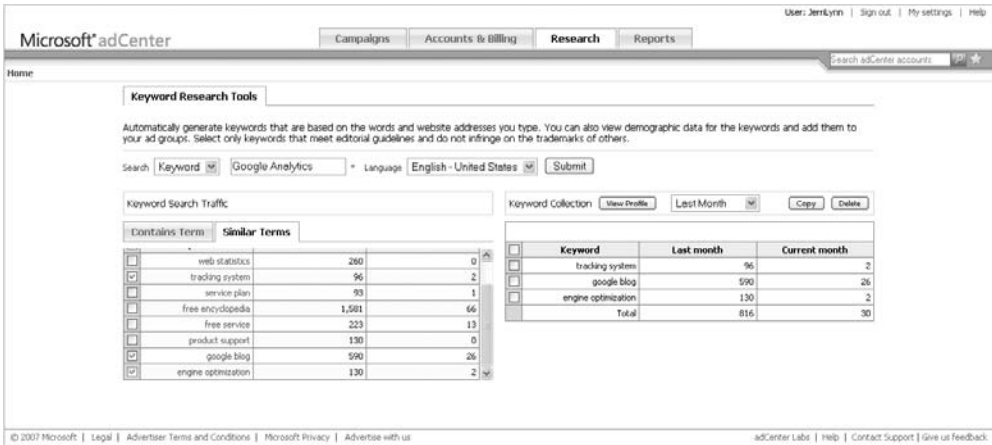 User: JerriLynn | Sign out | My settings | Help
Microsoft® adCenter
Campaigns Accounts & Billing Research Reports
Search adCenter accounts
Home
Keyword Research Tools
Automatically generate keywords that are based on the words and website addresses you type. You can also view demographic data for the keywords and add them to
your ad groups. Select only keywords that meet editorial guidelines and do not infringe on the trademarks of others.
Search Keyword Google Analytics * Language English - United States Submit
Keyword Search Traffic
Contains Term Similar Terms
web statistics 260 0
tracking system 96 2
service plan 93 1
free encyclopedia 1,581 66
free service 223 13
product support 130 8
google blog 590 26
engine optimization 130 2
Keyword Collection View Profile Last Month Copy Delete
Keyword Last month Current month
tracking system 96 2
google blog 590 26
engine optimization 130 2
Total 816 30
© 2007 Microsoft | Legal | Advertiser Terms and Conditions | Microsoft Privacy | Advertise with us
adCenter Labs | Help | Contact Support | Give us feedback